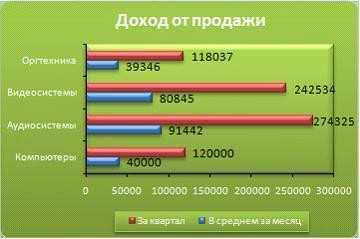 Доход от продажи
Оргтехника
118037
39346
Видеосистемы
242534
80845
Аудиосистемы
274325
91442
Компьютеры
120000
40000
0 50000 100000 150000 200000 250000 300000
За квартал В среднем за месяц